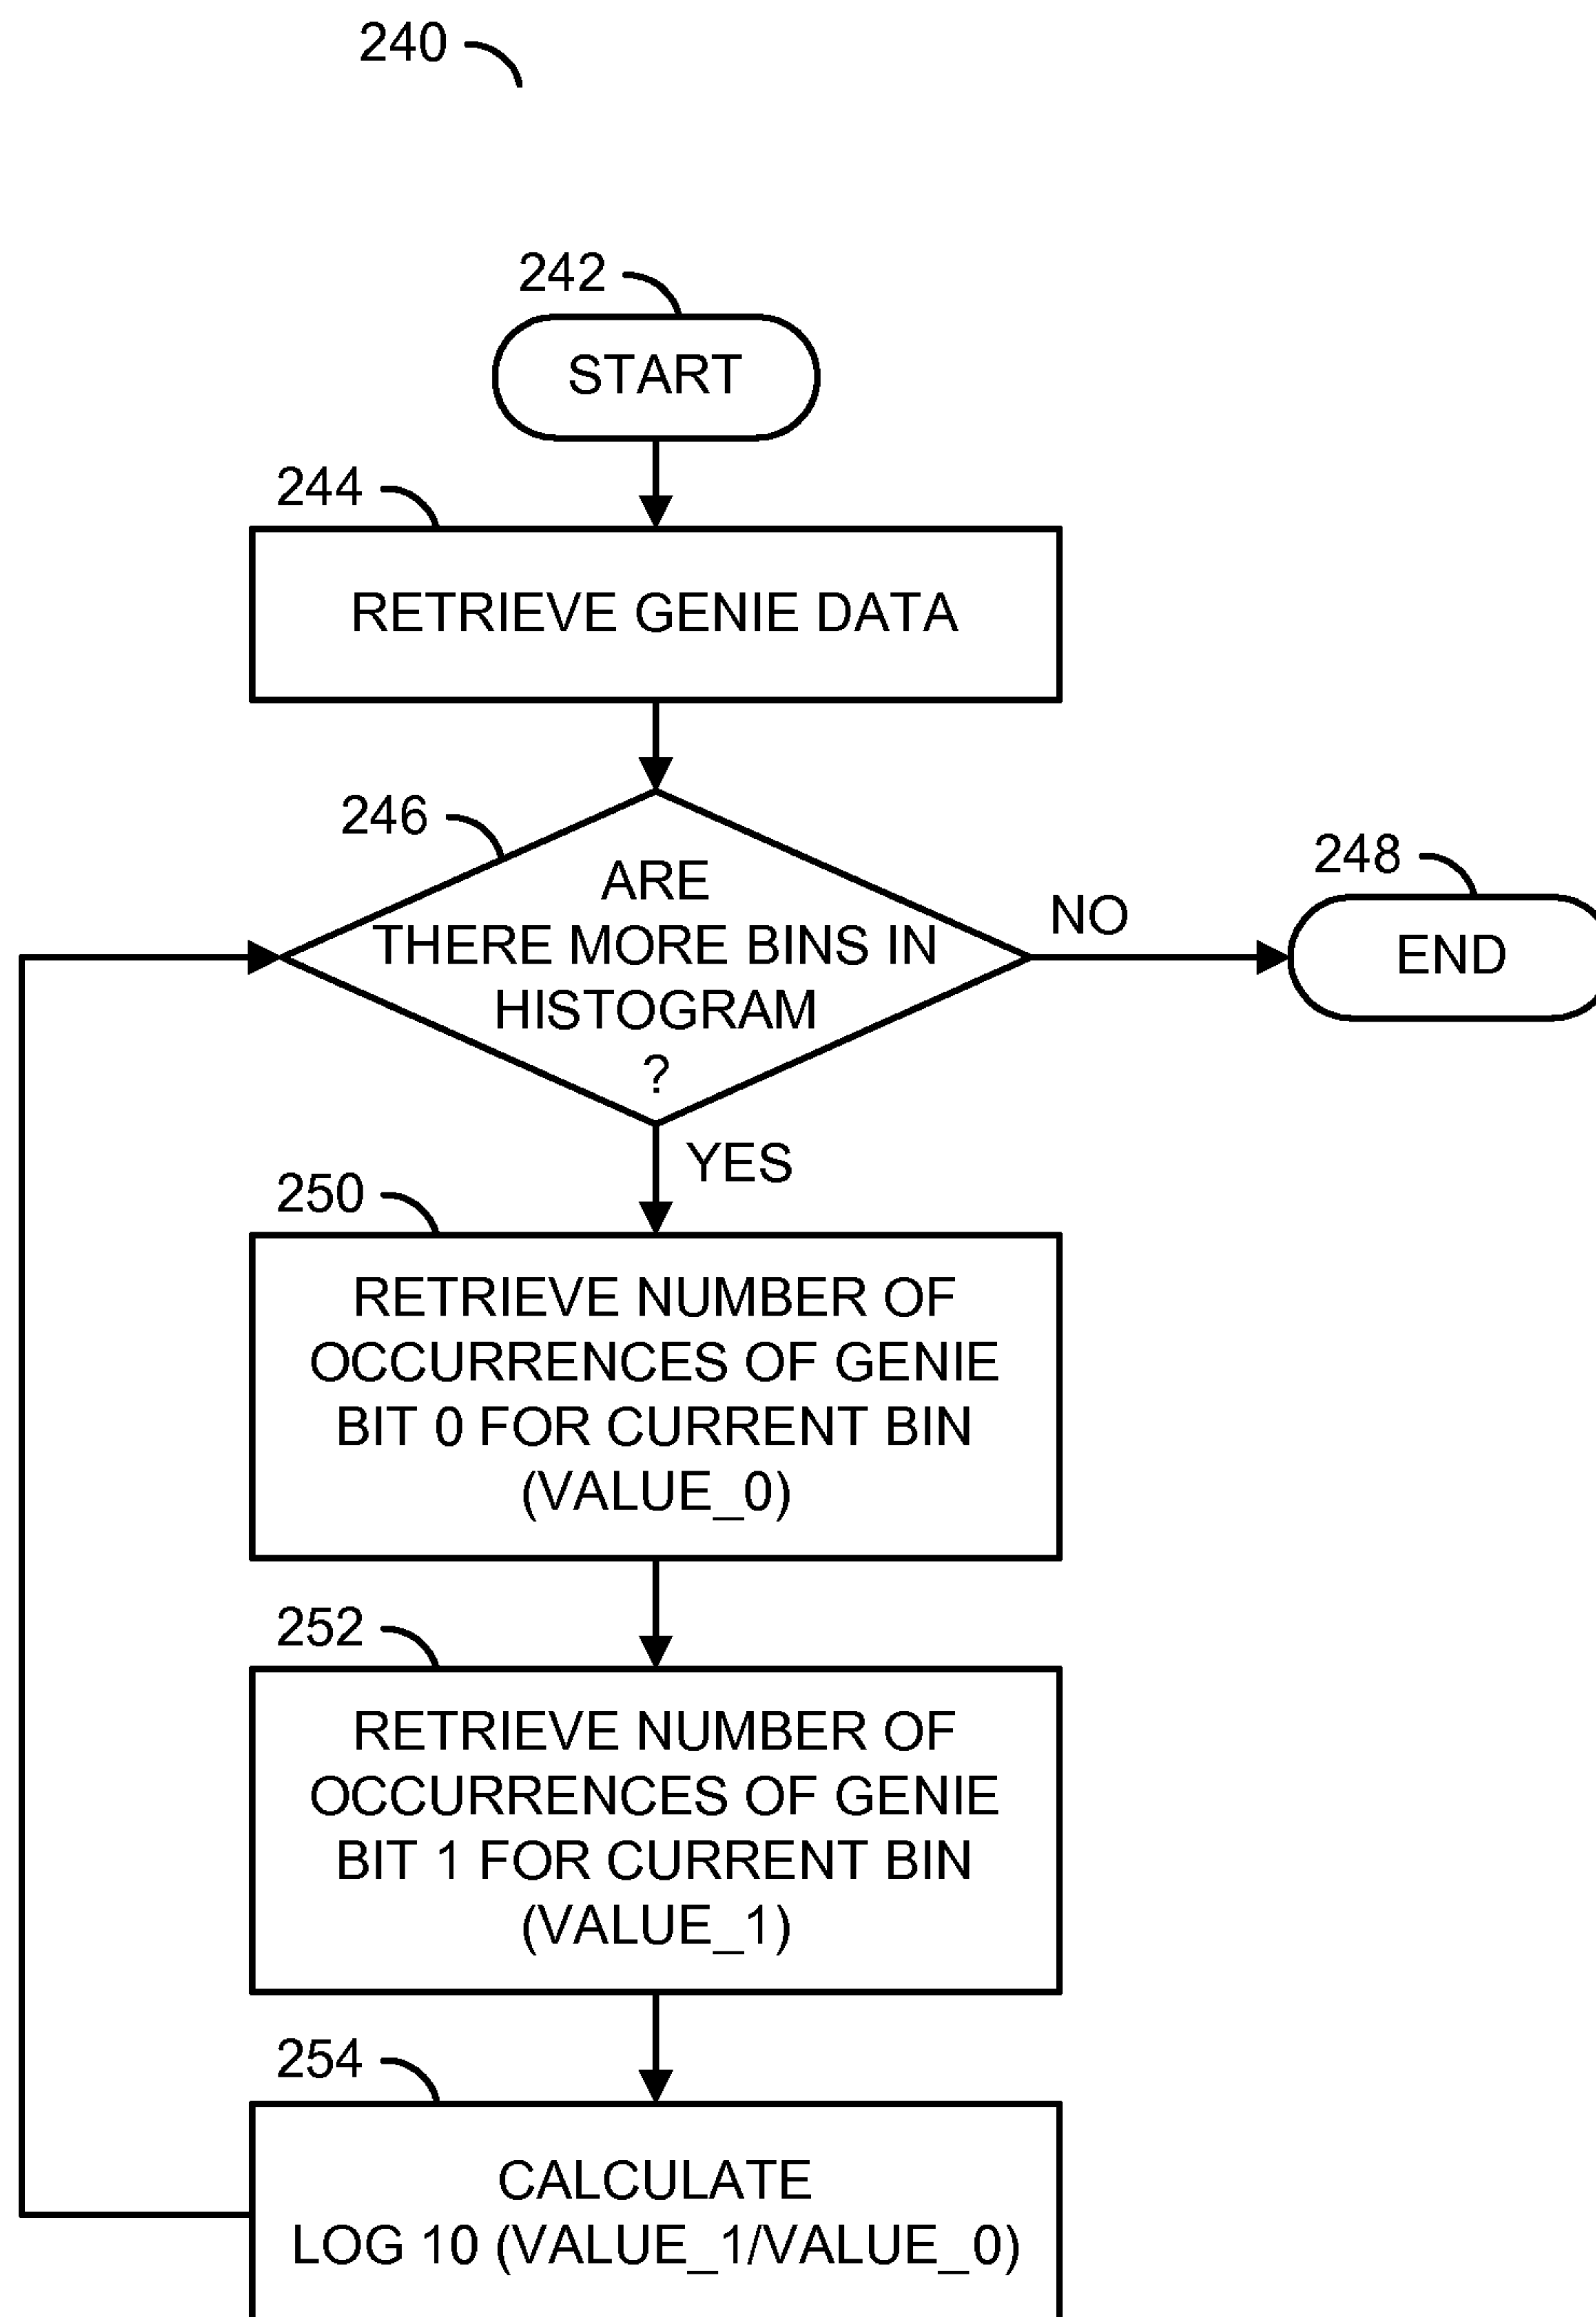 240
242
START
244
RETRIEVE GENIE DATA
246
ARE
THERE MORE BINS IN
HISTOGRAM
?
NO
248
END
YES
250
RETRIEVE NUMBER OF
OCCURRENCES OF GENIE
BIT 0 FOR CURRENT BIN
(VALUE_0)
252
RETRIEVE NUMBER OF
OCCURRENCES OF GENIE
BIT 1 FOR CURRENT BIN
(VALUE_1)
254
CALCULATE
LOG 10 (VALUE_1/VALUE_0)